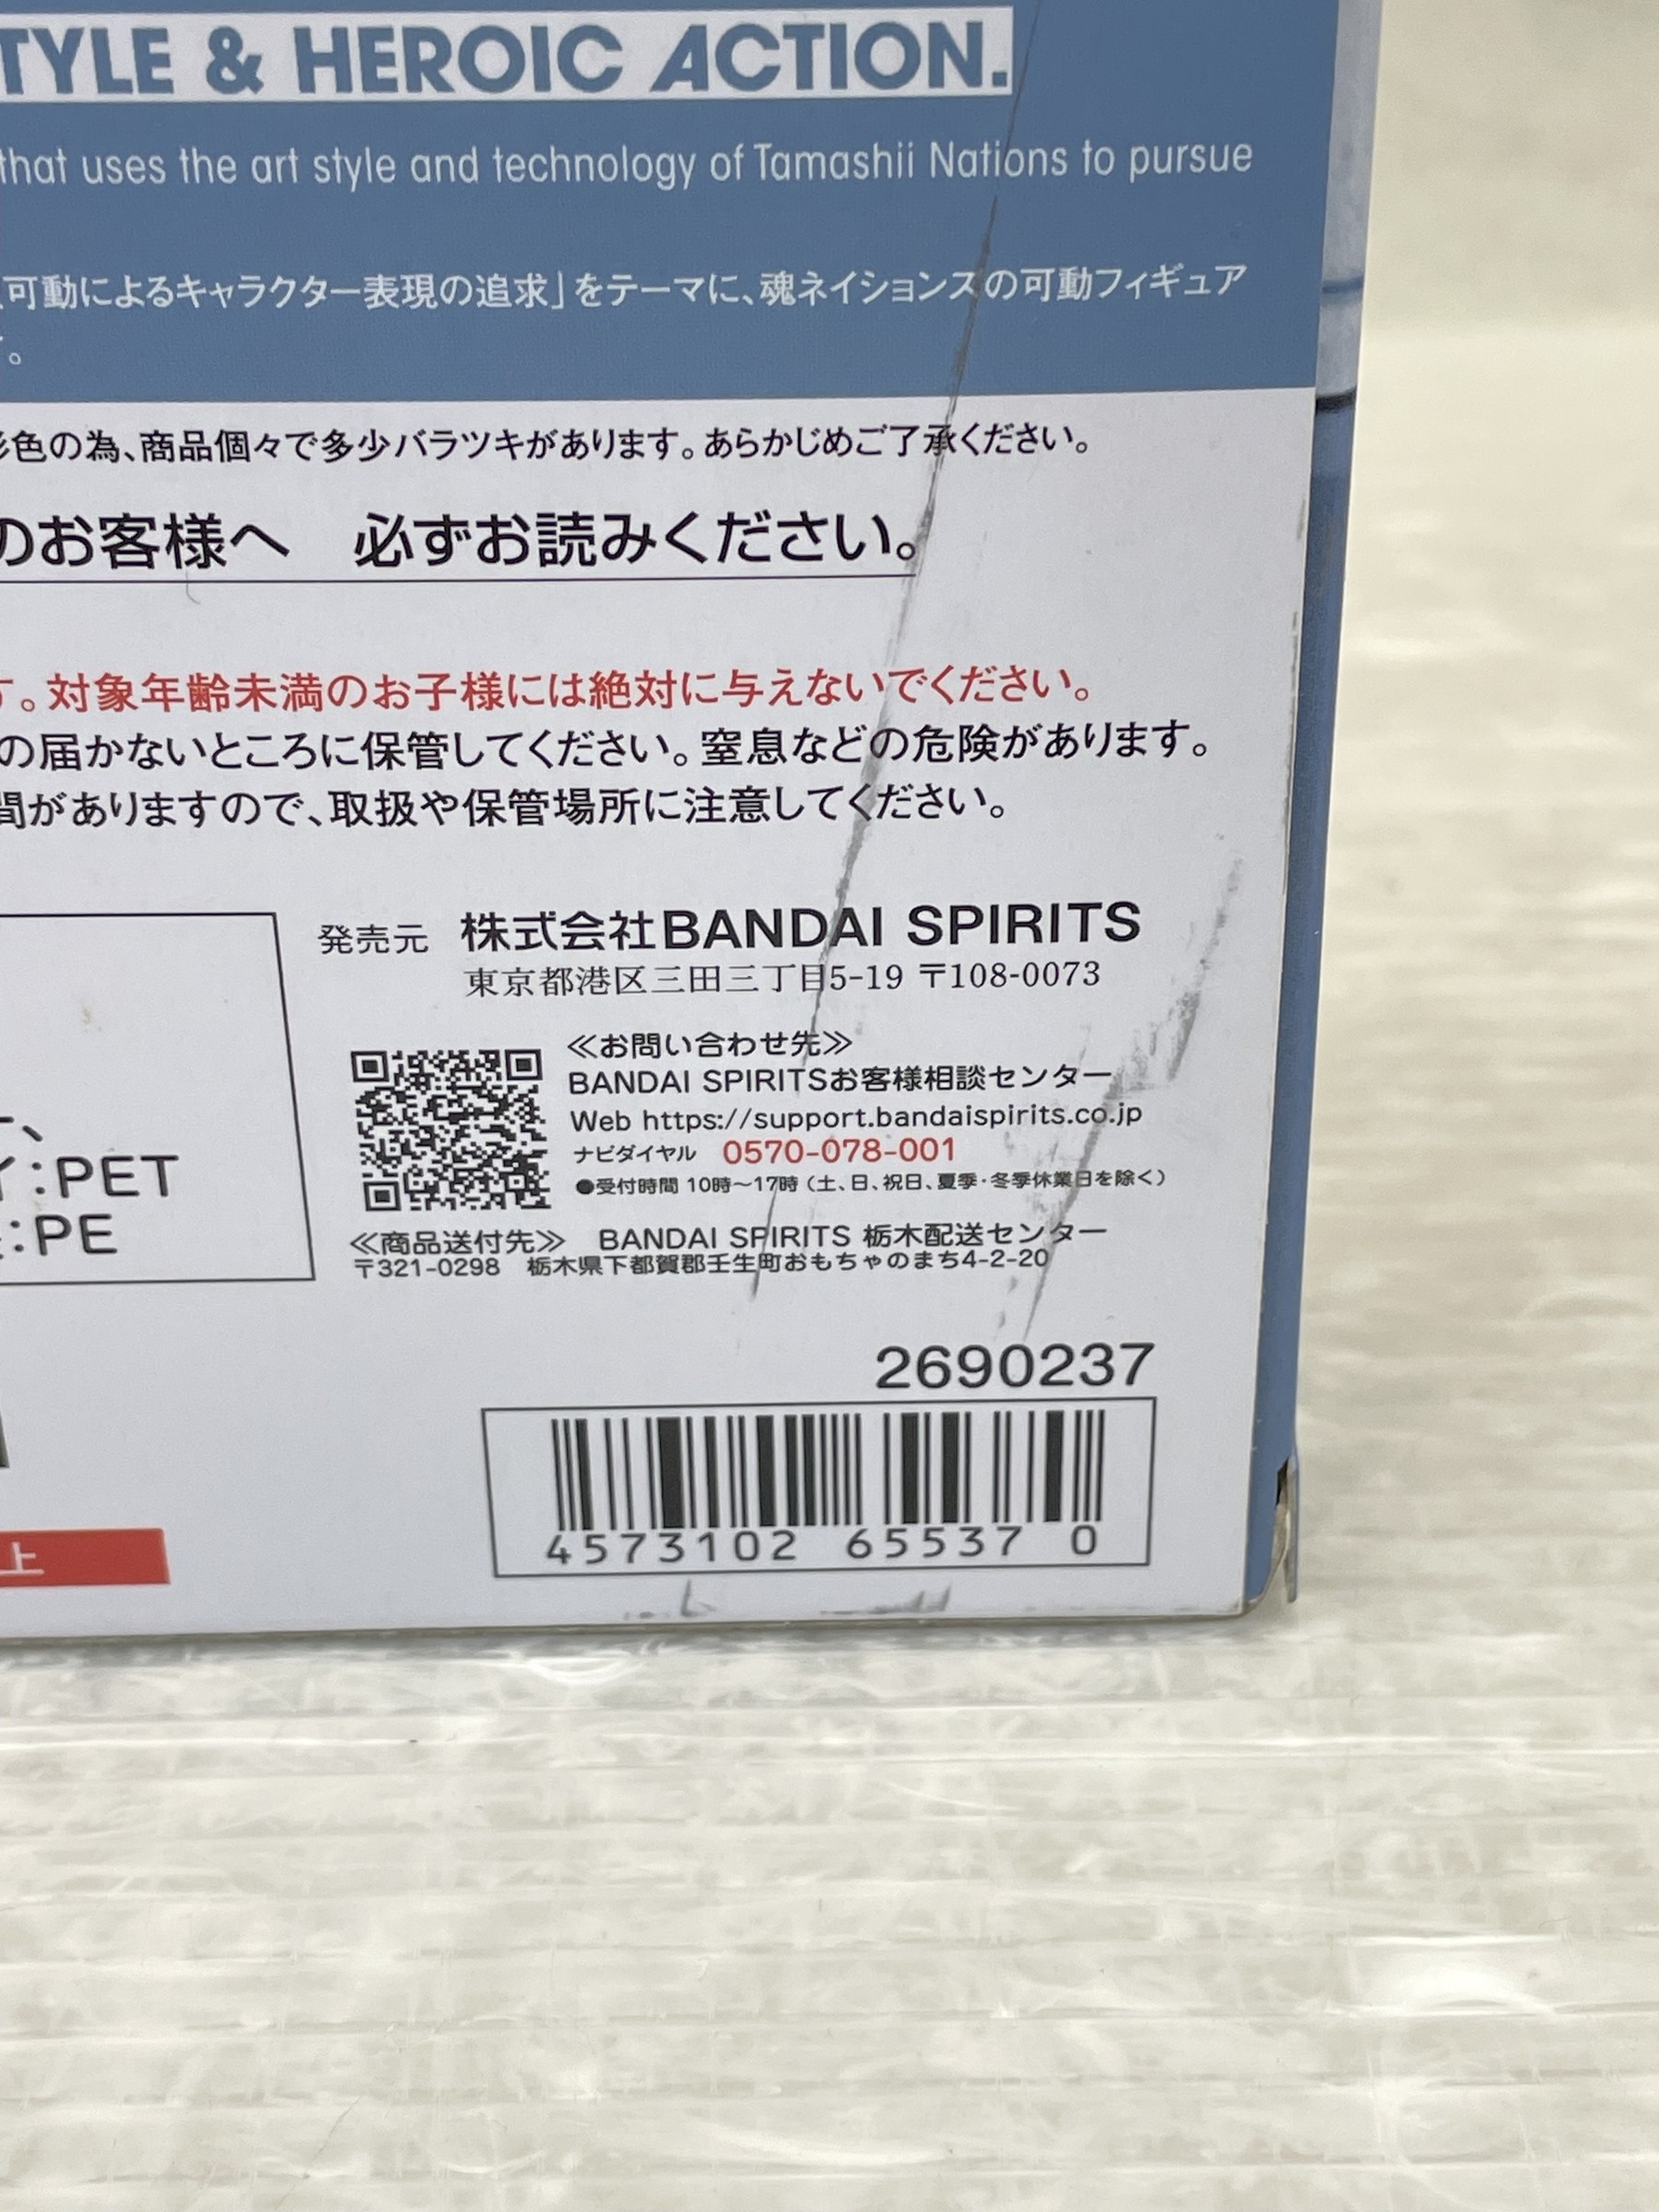 TYLE & HEROIC ACTION.
that uses the art style and technology of Tamashii Nations to pursue
可動によるキャラクター表現の追求」をテーマに、魂ネイションスの可動フィギュア
。
色の為、商品個々で多少バラツキがあります。あらかじめご了承ください。
のお客様へ　必ずお読みください。
す。対象年齢未満のお子様には絶対に与えないでください。
の届かないところに保管してください。窒息などの危険があります。
間がありますので、取扱や保管場所に注意してください。
発売元 株式会社BANDAI SPIRITS
東京都港区三田三丁目5-19 〒108-0073
≪お問い合わせ先≫
BANDAI SPIRITSお客様相談センター
Web https://support.bandaispirits.co.jp
ナビダイヤル 0570-078-001
●受付時間 10時〜17時（土、日、祝日、夏季・冬季休業日を除く）
:PET
:PE
≪商品送付先≫ BANDAI SPIRITS 栃木配送センター
〒321-0298 栃木県下都賀郡壬生町おもちゃのまち4-2-20
2690237
4573102 65537 0
上